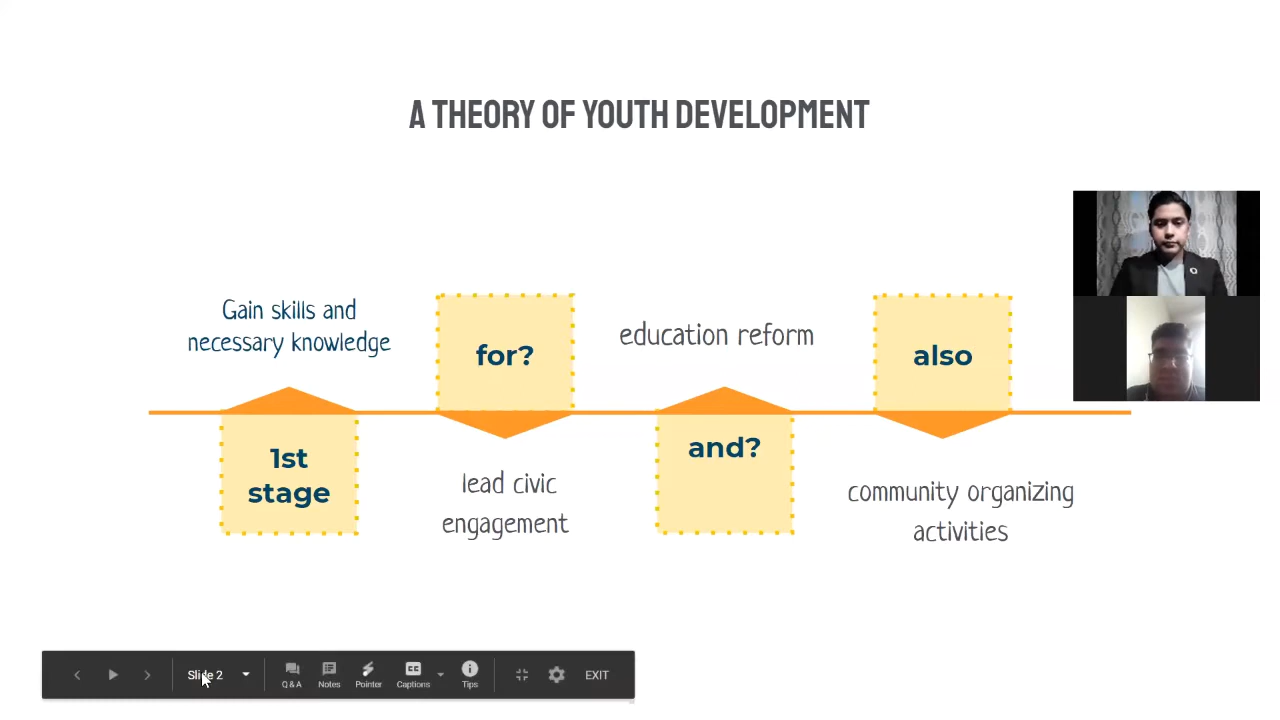 A THEORY OF YOUTH DEVELOPMENT
Gain skills and
necessary knowledge
1st
stage
for?
lead civic
engagement
education reform
and?
also
community organizing
activities
Slide 2
Q & A
Notes
Pointer
CC
Captions
Tips
EXIT